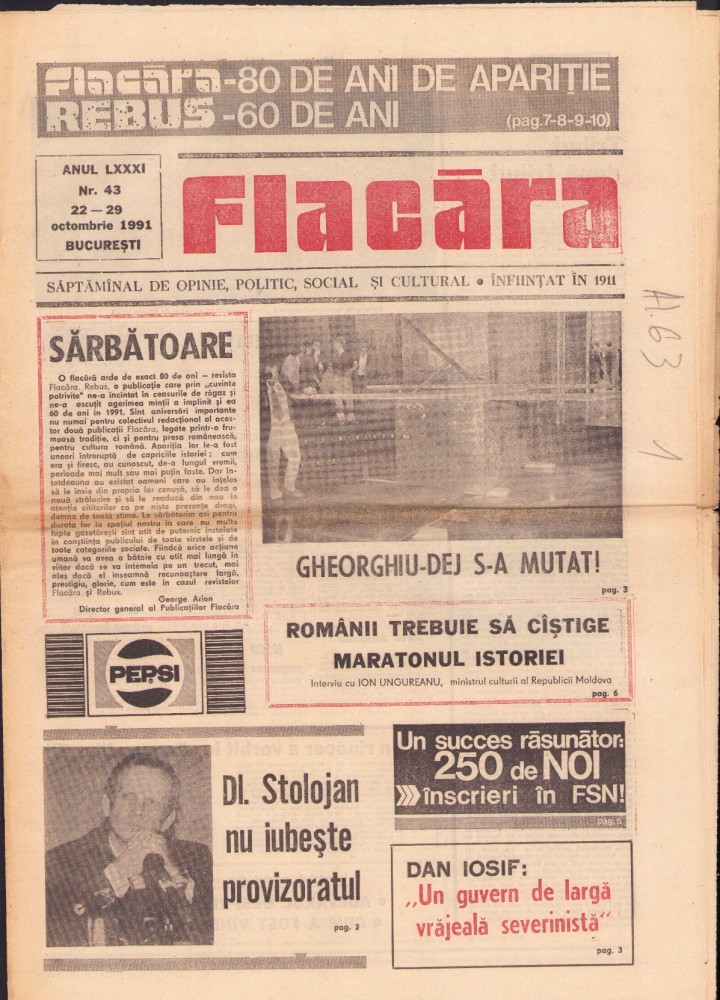 Flacăra-80 DE ANI DE APARIȚIE
REBUS -60 DE ANI
(pag.7-8-9-10)
ANUL LXXXI
Nr. 43
22 — 29
octombrie 1991
BUCUREȘTI
Flacăra
SĂPTĂMÎNAL DE OPINIE, POLITIC, SOCIAL ȘI CULTURAL • ÎNFIINȚAT ÎN 1911
SĂRBĂTOARE
O flacără arde de exact 80 de ani — revista
Flacăra. Rebus, o publicație care prin „cuvinte
potrivite" ne-a încîntat în ceasurile de răgaz și
ne-a ascuțit agerimea minții a împlinit și ea
60 de ani în 1991. Sînt aniversări importante
nu numai pentru colectivul redacțional al aces-
tor două publicații Flacăra, legate printr-o fru-
moasă tradiție, ci și pentru presa românească,
pentru cultura română. Apariția lor le-a fost
uneori întreruptă de capriciile istoriei ; cum
era și firesc, au cunoscut, de-a lungul vremii,
perioade mai mult sau mai puțin faste. Dar în-
totdeauna au existat oameni care au înțeles
să le învie din propria lor cenușă, să le dea o
nouă strălucire și să le readucă din nou în
atenția cititorilor ca pe niște prezențe dragi,
demne de toată stima. Le sărbătorim azi pentru
durata lor în spațiul nostru în care nu multe
fapte gazetărești sînt atît de puternic instalate
în conștiința publicului de toate vîrstele și de
toate categoriile sociale. Fiindcă orice acțiune
umană va avea o bătaie cu atît mai lungă în
viitor dacă se va întemeia pe un trecut, mai
ales dacă el înseamnă recunoaștere largă,
prestigiu, glorie, cum este în cazul revistelor
Flacăra și Rebus.
George Arion
Director general al Publicațiilor Flacăra
GHEORGHIU-DEJ S-A MUTAT!
pag. 3
ROMÂNII TREBUIE SĂ CÎȘTIGE
MARATONUL ISTORIEI
Interviu cu ION UNGUREANU, ministrul culturii al Republicii Moldova
pag. 6
PEPSI
Dl. Stolojan
nu iubește
provizoratul
pag. 2
Un succes răsunător:
250 de NOI
înscrieri în FSN!
pag. 5
DAN IOSIF:
„Un guvern de largă
vrăjeală severinistă"
pag. 3
A.63
1